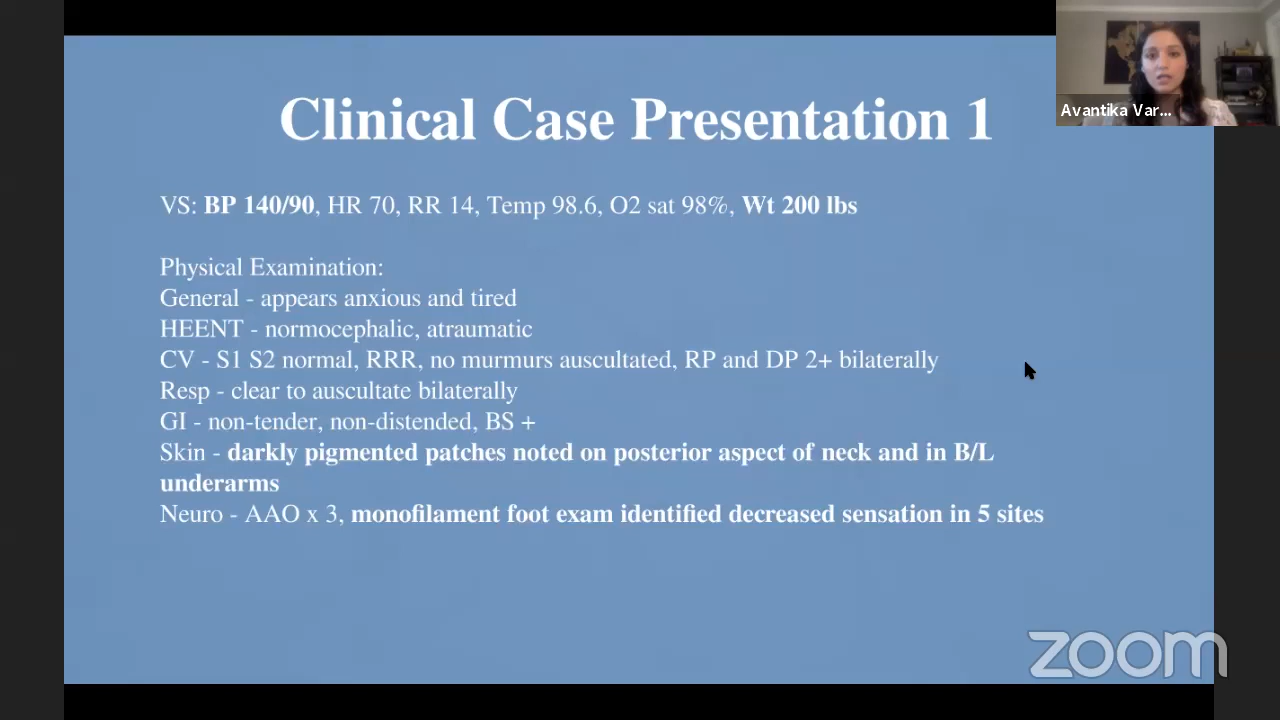 Clinical Case Presentation 1
Avantika Var...
VS: BP 140/90, HR 70, RR 14, Temp 98.6, O2 sat 98%, Wt 200 lbs
Physical Examination:
General - appears anxious and tired
HEENT - normocephalic, atraumatic
CV - S1 S2 normal, RRR, no murmurs auscultated, RP and DP 2+ bilaterally
Resp - clear to auscultate bilaterally
GI - non-tender, non-distended, BS +
Skin - darkly pigmented patches noted on posterior aspect of neck and in B/L
underarms
Neuro - AAO x 3, monofilament foot exam identified decreased sensation in 5 sites
zoom